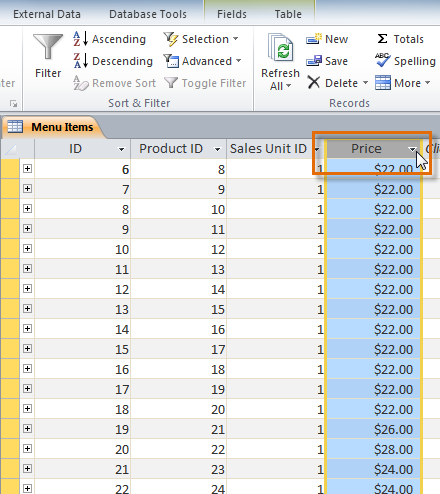 External Data Database Tools Fields Table
Ascending Selection New Σ Totals
Filter Descending Advanced Refresh All Save Spelling
Remove Sort Toggle Filter Delete More
Sort & Filter Records
Menu Items
ID Product ID Sales Unit ID Price
6 8 1 $22.00
7 9 1 $22.00
8 10 1 $22.00
9 11 1 $22.00
10 12 1 $22.00
11 13 1 $22.00
12 14 1 $22.00
13 15 1 $22.00
14 16 1 $22.00
15 17 1 $22.00
16 18 1 $22.00
17 19 1 $22.00
18 20 1 $22.00
19 21 1 $26.00
20 22 1 $28.00
21 23 1 $24.00
22 24 1 $24.00